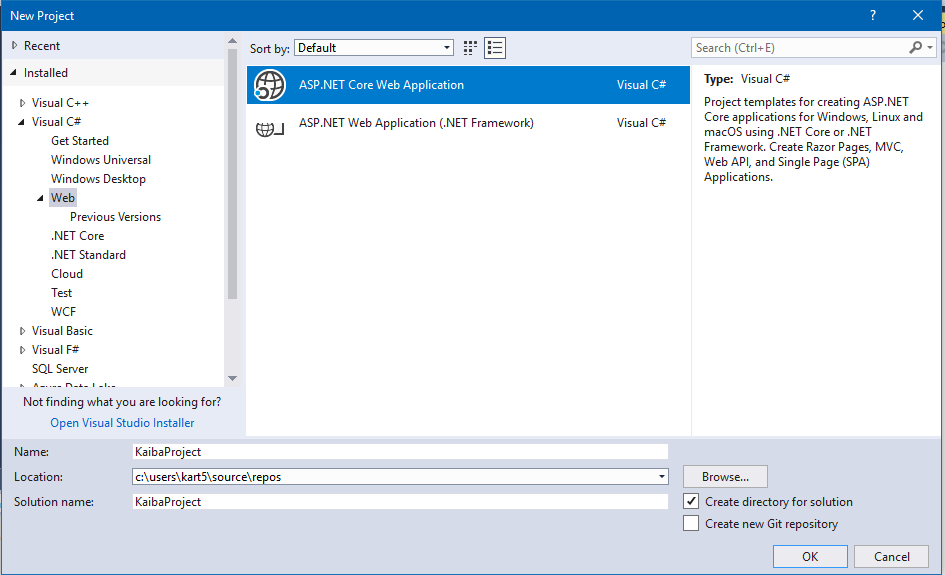 New Project
?
Recent
Installed
Visual C++
Visual C#
Get Started
Windows Universal
Windows Desktop
Web
Previous Versions
.NET Core
.NET Standard
Cloud
Test
WCF
Visual Basic
Visual F#
SQL Server
Azure Data Lake
Not finding what you are looking for?
Open Visual Studio Installer
Sort by: Default
ASP.NET Core Web Application Visual C#
ASP.NET Web Application (.NET Framework) Visual C#
Search (Ctrl+E)
Type: Visual C#
Project templates for creating ASP.NET
Core applications for Windows, Linux and
macOS using .NET Core or .NET
Framework. Create Razor Pages, MVC,
Web API, and Single Page (SPA)
Applications.
Name: KaibaProject
Location: c:\users\kart5\source\repos
Browse...
Solution name: KaibaProject
Create directory for solution
Create new Git repository
OK Cancel